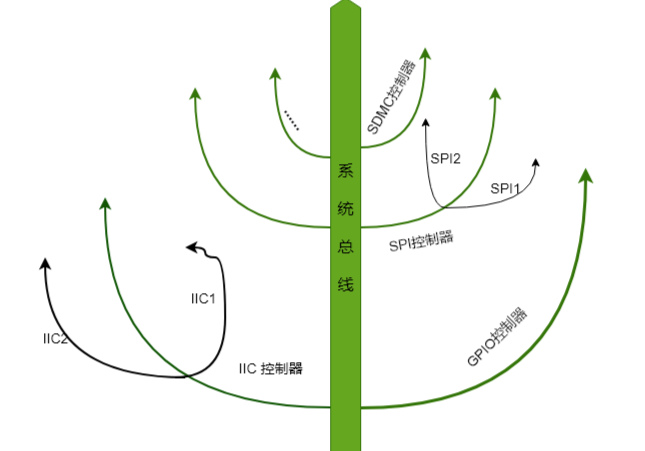 SDMC控制器
......
系
统
总
线
SPI2
SPI1
SPI控制器
IIC1
IIC2
IIC 控制器
GPIO控制器